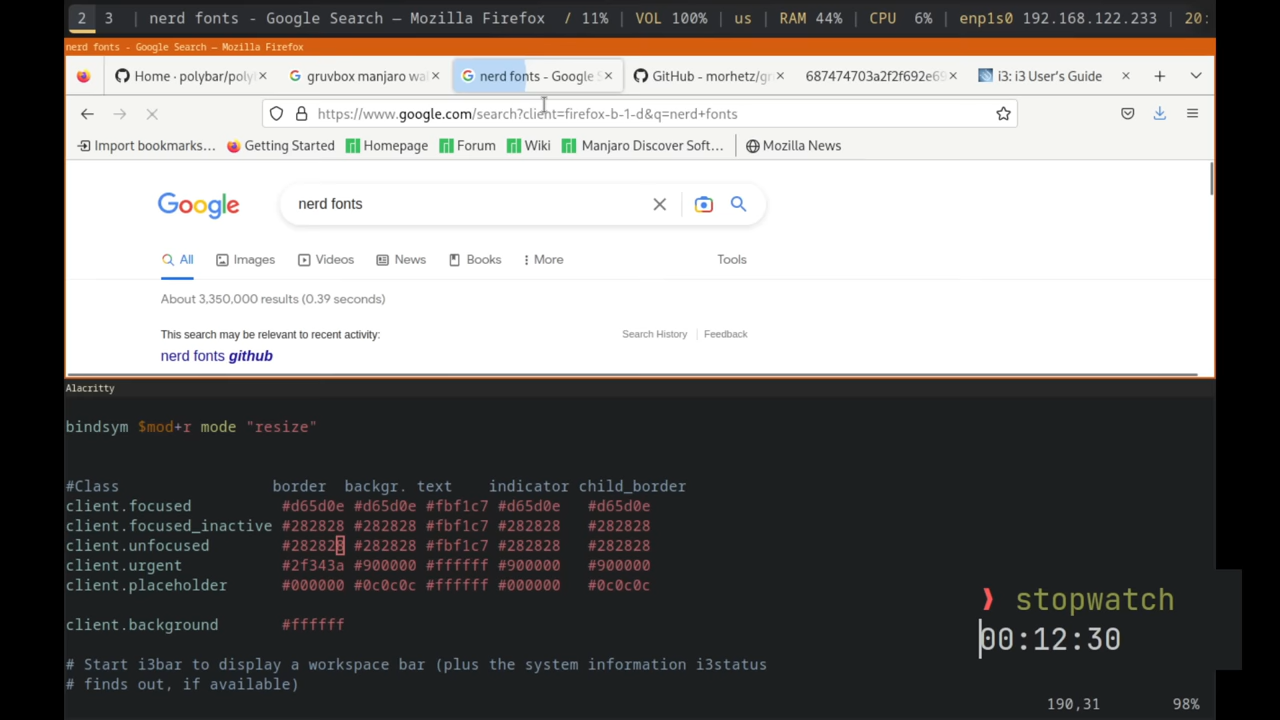 2 3 | nerd fonts - Google Search — Mozilla Firefox / 11% | VOL 100% | us | RAM 44% | CPU 6% | enp1s0 192.168.122.233 | 20:
nerd fonts - Google Search — Mozilla Firefox
Home · polybar/poly nerd gruvbox manjaro wal nerd fonts - Google S GitHub - morhetz/gr 687474703a2f2f692e69 i3: i3 User's Guide
https://www.google.com/search?client=firefox-b-1-d&q=nerd+fonts
Import bookmarks... Getting Started Homepage Forum Wiki Manjaro Discover Soft... Mozilla News
Google nerd fonts
All Images Videos News Books More Tools
About 3,350,000 results (0.39 seconds)
This search may be relevant to recent activity: Search History Feedback
nerd fonts github
Alacritty
bindsym $mod+r mode "resize"
#Class border backgr. text indicator child_border
client.focused #d65d0e #d65d0e #fbf1c7 #d65d0e #d65d0e
client.focused_inactive #282828 #282828 #fbf1c7 #282828 #282828
client.unfocused #282828 #282828 #fbf1c7 #282828 #282828
client.urgent #2f343a #900000 #ffffff #900000 #900000
client.placeholder #000000 #0c0c0c #ffffff #000000 #0c0c0c
❱ stopwatch
client.background #ffffff
00:12:30
# Start i3bar to display a workspace bar (plus the system information i3status
# finds out, if available)
190,31 98%